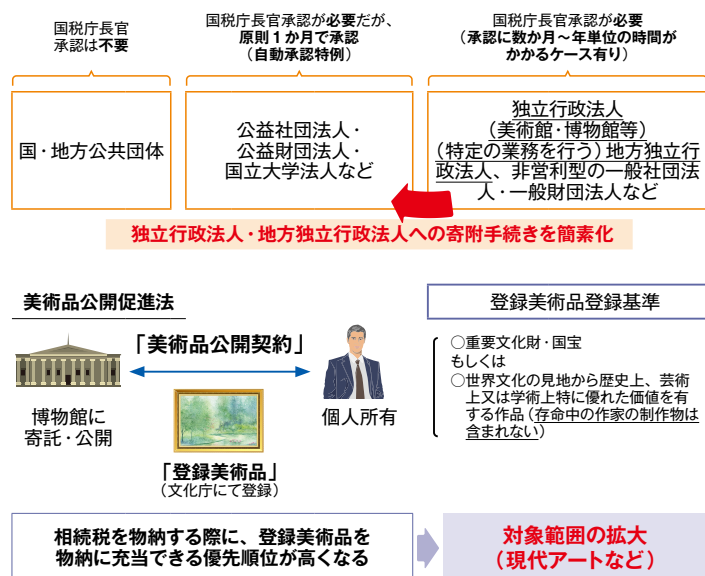 国税庁長官
承認は不要
国税庁長官承認が必要だが、
原則1か月で承認
（自動承認特例）
国税庁長官承認が必要
（承認に数か月～年単位の時間が
かかるケース有り）
国・地方公共団体
公益社団法人・
公益財団法人・
国立大学法人など
独立行政法人
（美術館・博物館等）
（特定の業務を行う）地方独立行
政法人、非営利型の一般社団法
人・一般財団法人など
独立行政法人・地方独立行政法人への寄附手続きを簡素化
美術品公開促進法
「美術品公開契約」
博物館に
寄託・公開
個人所有
「登録美術品」
（文化庁にて登録）
登録美術品登録基準
○重要文化財・国宝
もしくは
○世界文化の見地から歴史上、芸術
上又は学術上特に優れた価値を有
する作品（存命中の作家の制作物は
含まれない）
相続税を物納する際に、登録美術品を
物納に充当できる優先順位が高くなる
対象範囲の拡大
（現代アートなど）